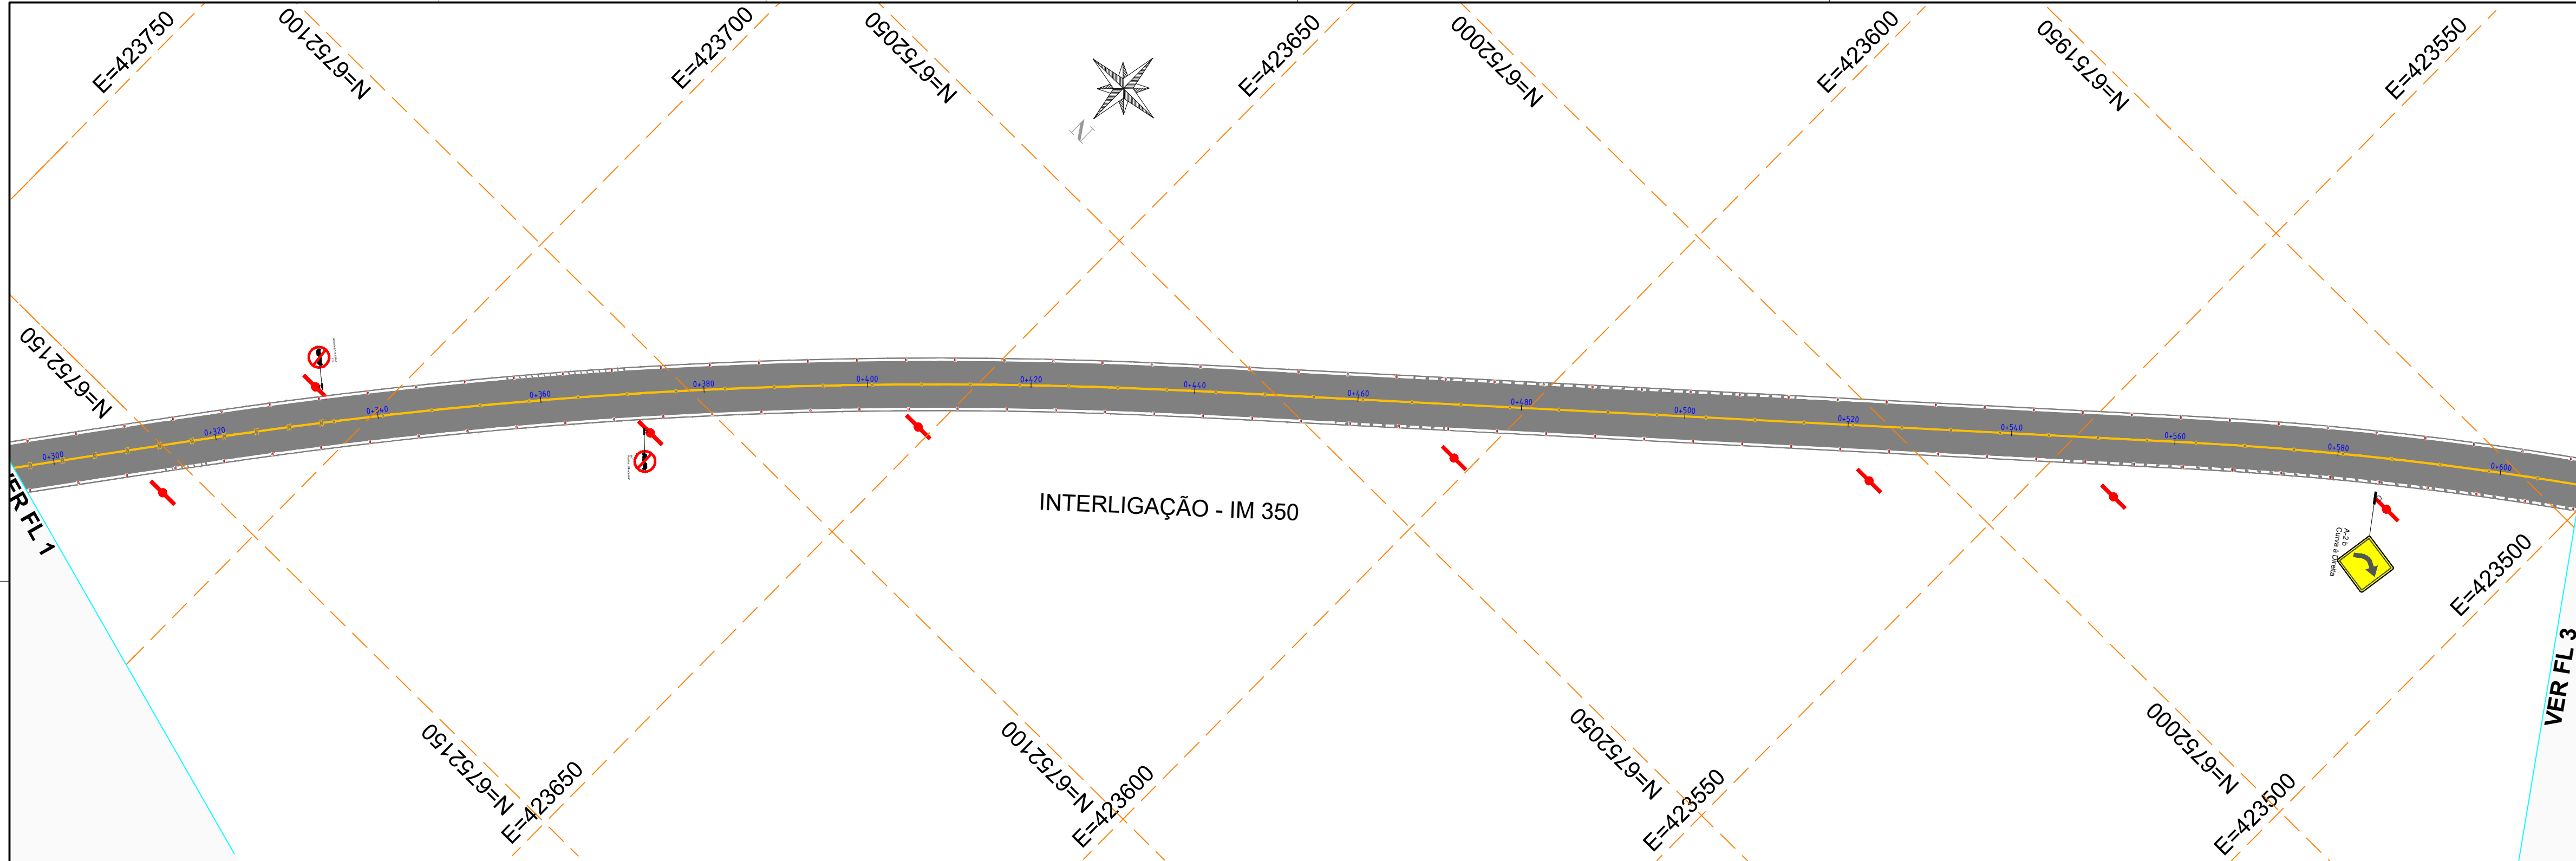 E=423750
N=6752100
E=423700
N=6752050
E=423650
N=6752000
E=423600
N=6751950
E=423550
N
N=6752150
0+300
0+320
0+340
0+360
0+380
0+400
0+420
0+440
0+460
0+480
0+500
0+520
0+540
0+560
0+580
0+600
VER FL 1
INTERLIGAÇÃO - IM 350
A-2 b
Curva à Direita
E=423500
VER FL 3
N=6752150
E=423650
N=6752100
E=423600
N=6752050
E=423550
N=6752000
E=423500